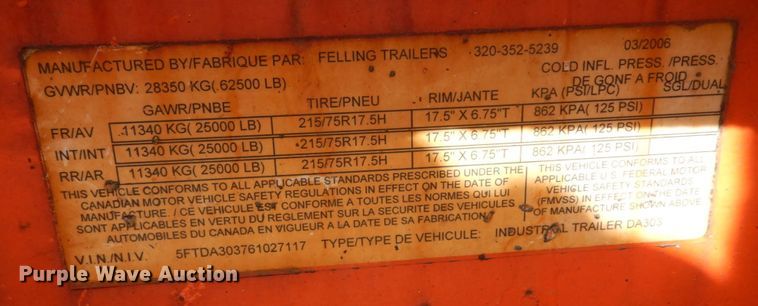 MANUFACTURED BY/FABRIQUE PAR: FELLING TRAILERS 320-352-5239 03/2006
GVWR/PNBV: 28350 KG( 62500 LB)
COLD INFL. PRESS./PRESS. DE GONF A FROID
GAWR/PNBE TIRE/PNEU RIM/JANTE KPA (PSI/LPC) SGL/DUAL
FR/AV 11340 KG( 25000 LB) 215/75R17.5H 17.5" X 6.75"T 862 KPA( 125 PSI)
INT/INT 11340 KG( 25000 LB) 215/75R17.5H 17.5" X 6.75"T 862 KPA( 125 PSI)
RR/AR 11340 KG( 25000 LB) 215/75R17.5H 17.5" X 6.75"T 862 KPA( 125 PSI)
THIS VEHICLE CONFORMS TO ALL APPLICABLE STANDARDS PRESCRIBED UNDER THE
CANADIAN MOTOR VEHICLE SAFETY REGULATIONS IN EFFECT ON THE DATE OF
MANUFACTURE. / CE VEHICULE EST CONFORME A TOUTES LES NORMES QUI LUI
SONT APPLICABLES EN VERTU DU REGLEMENT SUR LA SECURITE DES VEHICULES
AUTOMOBILES DU CANADA EN VIGUEUR A LA DATE DE SA FABRICATION.
THIS VEHICLE CONFORMS TO ALL
APPLICABLE U.S. FEDERAL MOTOR
VEHICLE SAFETY STANDARDS
(FMVSS) IN EFFECT ON THE DATE
OF MANUFACTURE SHOWN ABOVE.
V.I.N./N.I.V. 5FTDA303761027117 TYPE/TYPE DE VEHICULE: INDUSTRIAL TRAILER DA30S
Purple Wave Auction